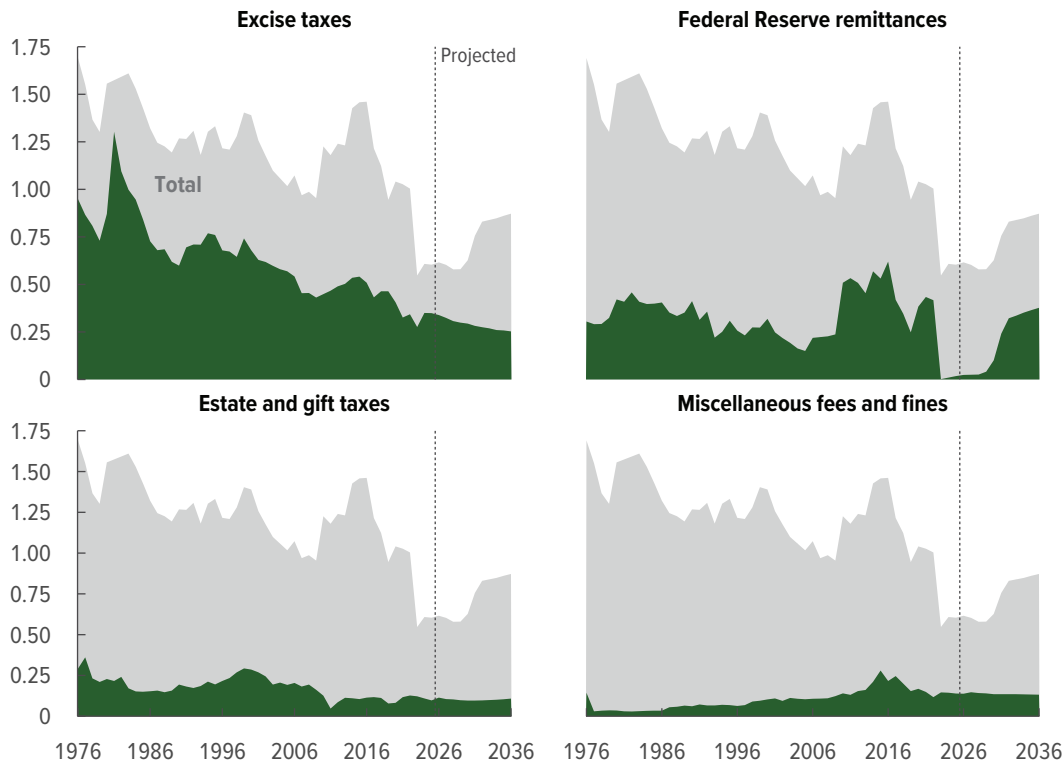 Excise taxes
Federal Reserve remittances
1.75
Projected
1.50
1.25
1.00
Total
0.75
0.50
0.25
0
Estate and gift taxes
Miscellaneous fees and fines
1.75
1.50
1.25
1.00
0.75
0.50
0.25
0
1976 1986 1996 2006 2016 2026 2036
1976 1986 1996 2006 2016 2026 2036